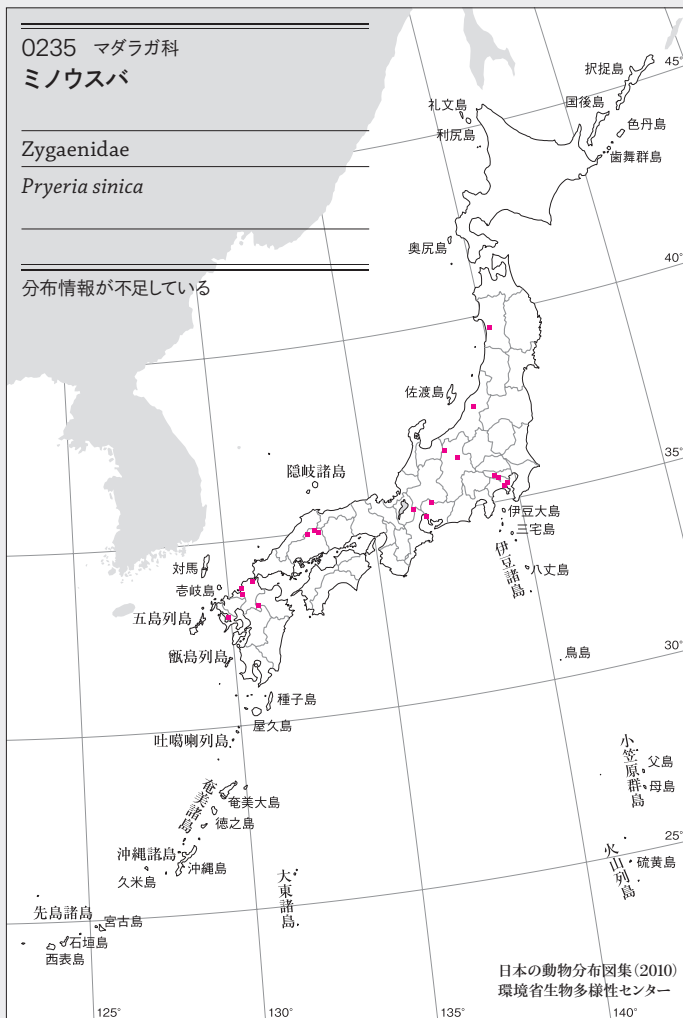 0235 マダラガ科
ミノウスバ
Zygaenidae
Pryeria sinica
分布情報が不足している
45°
択捉島
国後島
礼文島
色丹島
利尻島
歯舞群島
奥尻島
40°
佐渡島
35°
隠岐諸島
伊豆大島
三宅島
伊豆諸島
八丈島
対馬
壱岐島
五島列島
甑島列島
鳥島
30°
種子島
屋久島
吐噶喇列島
小笠原群島
父島
母島
奄美諸島
奄美大島
徳之島
25°
沖縄諸島
沖縄島
久米島
火山列島
硫黄島
大東諸島
先島諸島
宮古島
石垣島
西表島
日本の動物分布図集(2010)
環境省生物多様性センター
125°
130°
135°
140°